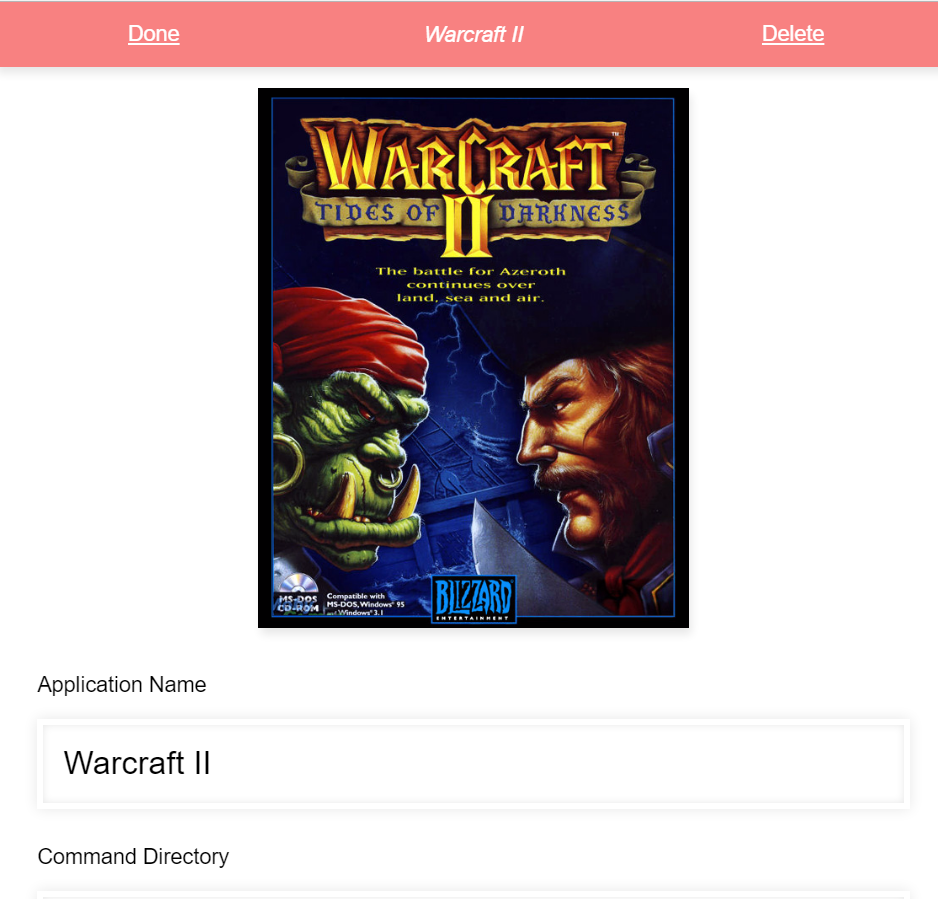 Done Warcraft II Delete
WARCRAFT™
TIDES OF II DARKNESS
The battle for Azeroth
continues over
land, sea and air.
MS-DOS
CD-ROM
Compatible with
MS-DOS, Windows® 95
and Windows® 3.1
BLIZZARD
ENTERTAINMENT
Application Name
Warcraft II
Command Directory